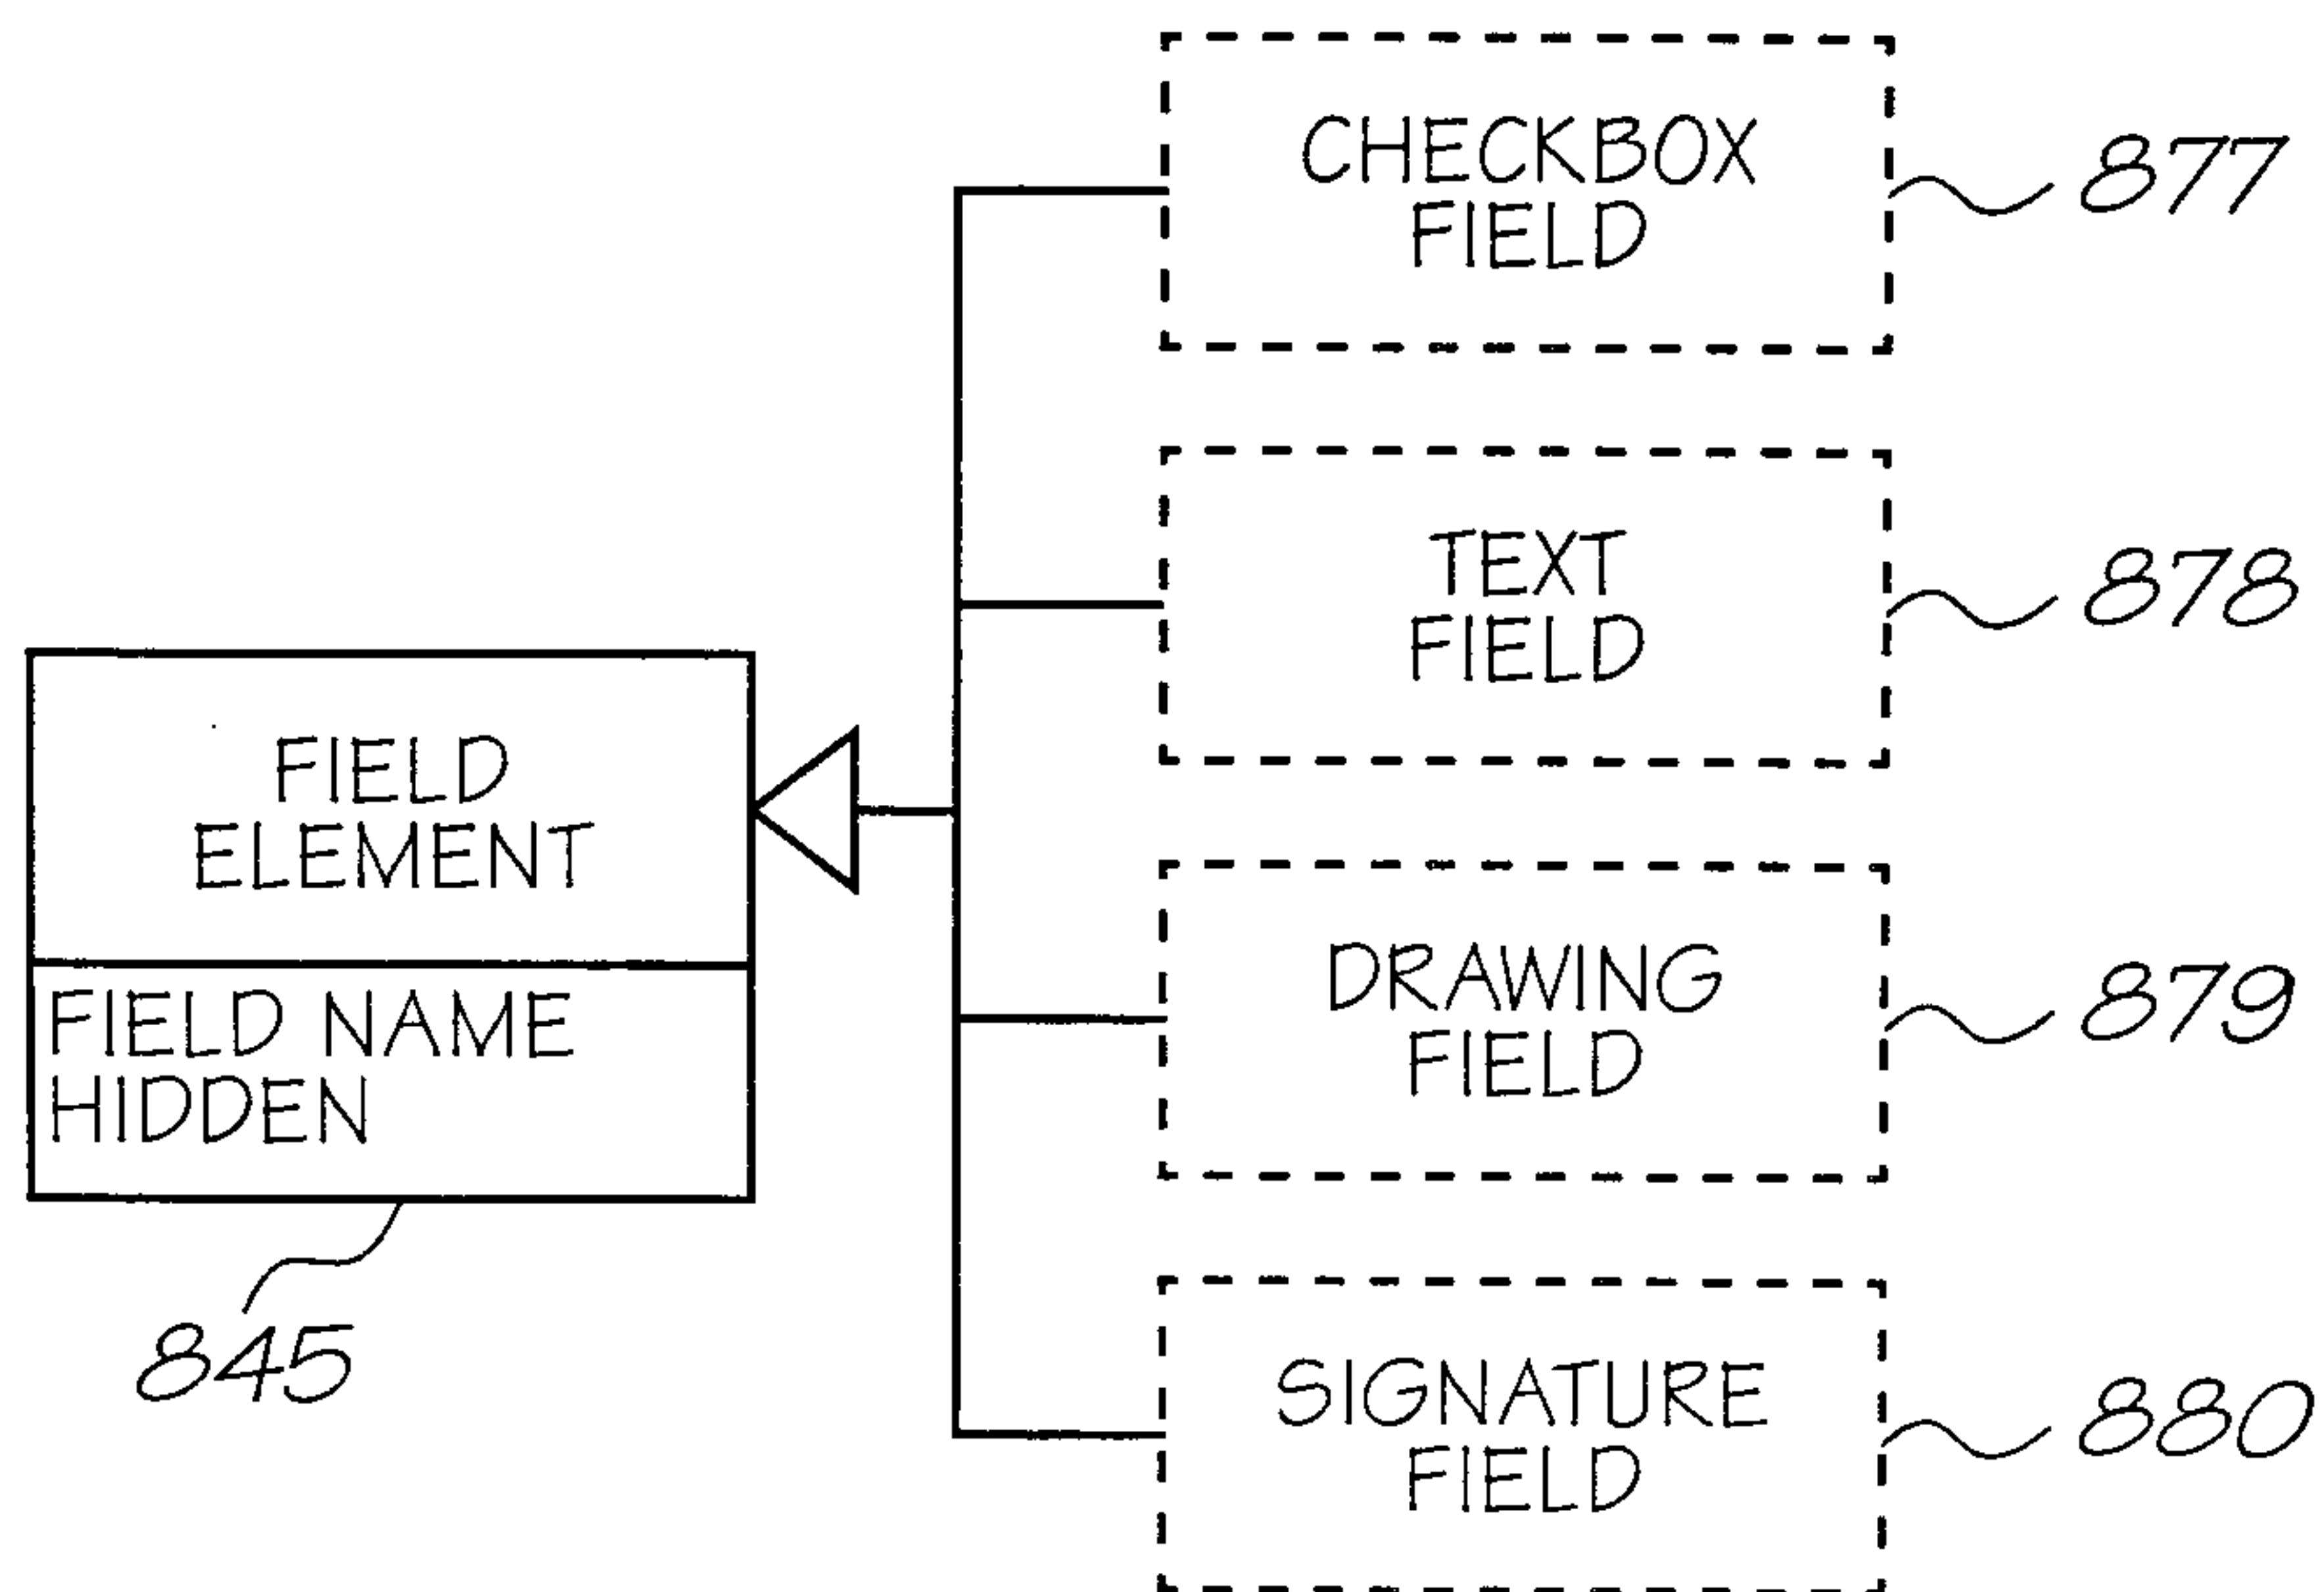 CHECKBOX
FIELD
877
TEXT
FIELD
878
FIELD
ELEMENT
FIELD NAME
HIDDEN
845
DRAWING
FIELD
879
SIGNATURE
FIELD
880